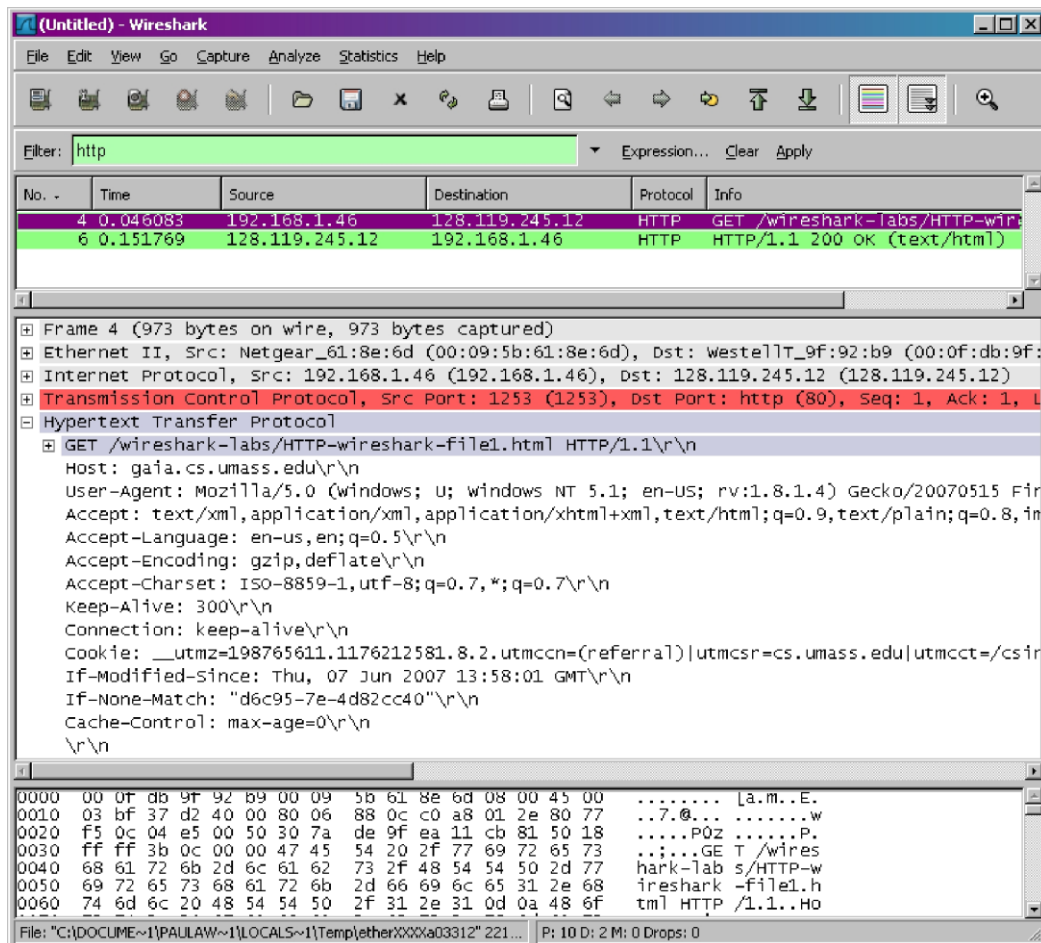 (Untitled) - Wireshark
File Edit View Go Capture Analyze Statistics Help
Filter: http Expression... Clear Apply
No. - Time Source Destination Protocol Info
4 0.046083 192.168.1.46 128.119.245.12 HTTP GET /wireshark-labs/HTTP-wir
6 0.151769 128.119.245.12 192.168.1.46 HTTP HTTP/1.1 200 OK (text/html)
Frame 4 (973 bytes on wire, 973 bytes captured)
Ethernet II, Src: Netgear_61:8e:6d (00:09:5b:61:8e:6d), Dst: WestellT_9f:92:b9 (00:0f:db:9f:
Internet Protocol, Src: 192.168.1.46 (192.168.1.46), Dst: 128.119.245.12 (128.119.245.12)
Transmission Control Protocol, Src Port: 1253 (1253), Dst Port: http (80), Seq: 1, Ack: 1, L
Hypertext Transfer Protocol
GET /wireshark-labs/HTTP-wireshark-file1.html HTTP/1.1\r\n
Host: gaia.cs.umass.edu\r\n
User-Agent: Mozilla/5.0 (Windows; U; Windows NT 5.1; en-US; rv:1.8.1.4) Gecko/20070515 Fir
Accept: text/xml,application/xml,application/xhtml+xml,text/html;q=0.9,text/plain;q=0.8,im
Accept-Language: en-us,en;q=0.5\r\n
Accept-Encoding: gzip,deflate\r\n
Accept-Charset: ISO-8859-1,utf-8;q=0.7,*;q=0.7\r\n
Keep-Alive: 300\r\n
Connection: keep-alive\r\n
Cookie: __utmz=198765611.1176212581.8.2.utmccn=(referral)|utmcsr=cs.umass.edu|utmcct=/csir
If-Modified-Since: Thu, 07 Jun 2007 13:58:01 GMT\r\n
If-None-Match: "d6c95-7e-4d82cc40"\r\n
Cache-Control: max-age=0\r\n
\r\n
0000 00 0f db 9f 92 b9 00 09 5b 61 8e 6d 08 00 45 00 ........ [a.m..E.
0010 03 bf 37 d2 40 00 80 06 88 0c c0 a8 01 2e 80 77 ..7.@... .......w
0020 f5 0c 04 e5 00 50 30 7a de 9f ea 11 cb 81 50 18 .....P0z ......P.
0030 ff ff 3b 0c 00 00 47 45 54 20 2f 77 69 72 65 73 ..;...GE T /wires
0040 68 61 72 6b 2d 6c 61 62 73 2f 48 54 54 50 2d 77 hark-lab s/HTTP-w
0050 69 72 65 73 68 61 72 6b 2d 66 69 6c 65 31 2e 68 ireshark -file1.h
0060 74 6d 6c 20 48 54 54 50 2f 31 2e 31 0d 0a 48 6f tml HTTP /1.1..Ho
File: "C:\DOCUME~1\PAULAW~1\LOCALS~1\Temp\etherXXXXa03312" 221... P: 10 D: 2 M: 0 Drops: 0